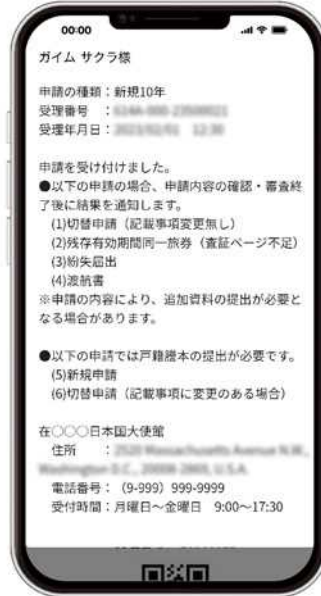 00:00
ガイム サクラ様
申請の種類：新規10年
受理番号 ：
受理年月日：
申請を受け付けました。
●以下の申請の場合、申請内容の確認・審査終
了後に結果を通知します。
(1)切替申請（記載事項変更無し）
(2)残存有効期間同一旅券（査証ページ不足）
(3)紛失届出
(4)渡航書
※申請の内容により、追加資料の提出が必要と
なる場合があります。
●以下の申請では戸籍謄本の提出が必要です。
(5)新規申請
(6)切替申請（記載事項に変更のある場合）
在○○○日本国大使館
住所 ：
電話番号：（9-999）999-9999
受付時間：月曜日～金曜日 9:00～17:30